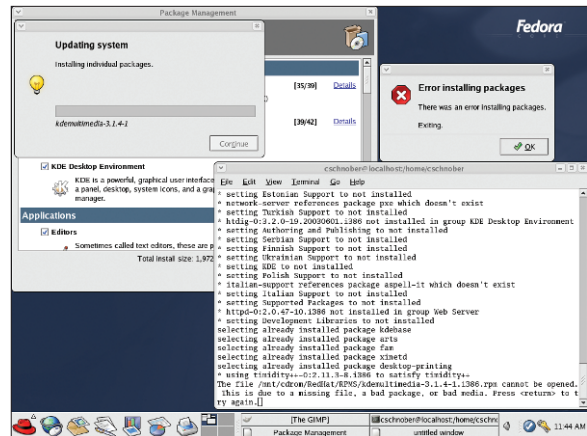 Package Management
Fedora
Updating system
Installing individual packages.
kdemultimedia-3.1.4-1
Continue
[35/39] Details
[39/42] Details
Error installing packages
There was an error installing packages.
Exiting.
OK
KDE Desktop Environment
KDE is a powerful, graphical user interface
a panel, desktop, system icons, and a grap
manager.
Applications
Editors
Sometimes called text editors, these are p
Total install size: 1,972
cschnober@localhost:/home/cschnober
File Edit View Terminal Go Help
* setting Estonian Support to not installed
* network-server references package pxe which doesn't exist
* setting Turkish Support to not installed
* htdig-0:3.2.0-19.20030601.i386 not installed in group KDE Desktop Environment
* setting Authoring and Publishing to not installed
* setting Serbian Support to not installed
* setting Finnish Support to not installed
* setting Ukrainian Support to not installed
* setting KDE to not installed
* setting Polish Support to not installed
* italian-support references package aspell-it which doesn't exist
* setting Italian Support to not installed
* setting Supported Packages to not installed
* httpd-0:2.0.47-10.i386 not installed in group Web Server
* setting Development Libraries to not installed
selecting already installed package kdebase
selecting already installed package arts
selecting already installed package fam
selecting already installed package ximetd
selecting already installed package desktop-printing
* using timidity++-0:2.11.3-8.i386 to satisfy timidity++
The file /mnt/cdrom/RedHat/RPMS/kdemultimedia-3.1.4-1.i386.rpm cannot be opened.
This is due to a missing file, a bad package, or bad media. Press <return> to t
ry again.
[The GIMP]
cschnober@localhost:/home/cschno
Package Management
untitled window
11:44 AM